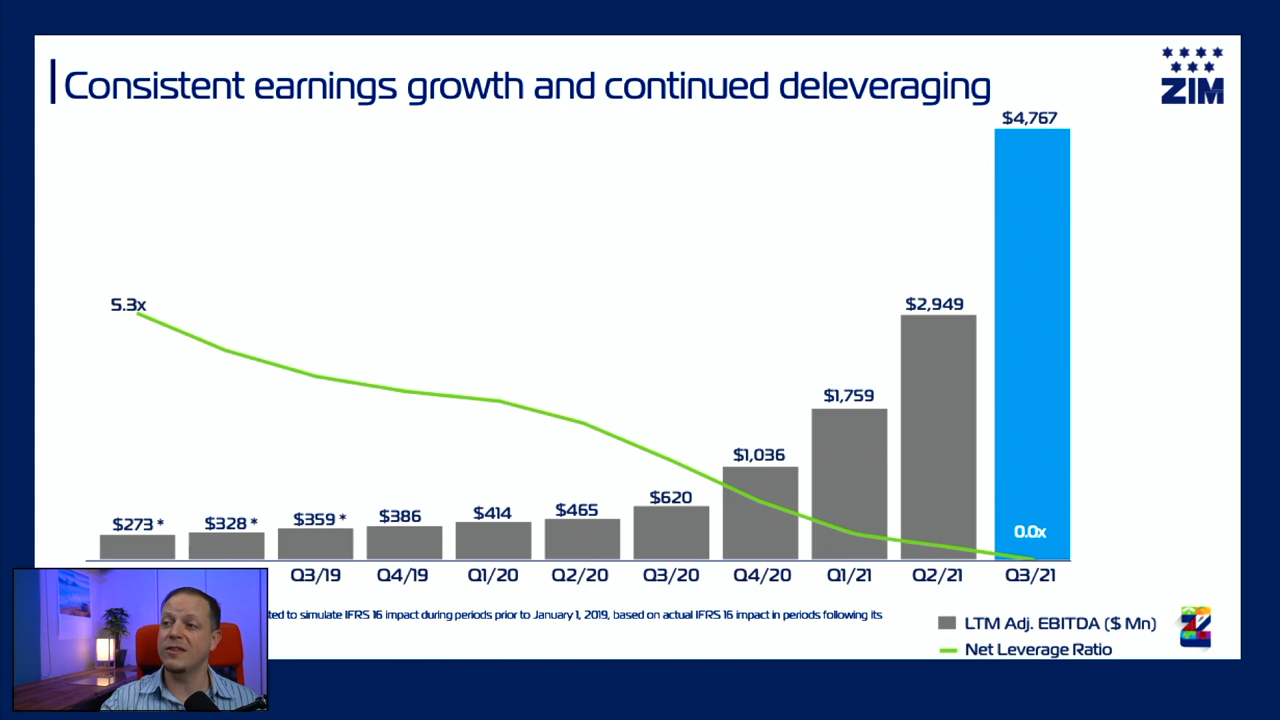 Consistent earnings growth and continued deleveraging
ZIM
$4,767
5.3x
$2,949
$1,759
$1,036
$620
$465
$414
$386
$359 *
$328 *
$273 *
0.0x
Q3/19 Q4/19 Q1/20 Q2/20 Q3/20 Q4/20 Q1/21 Q2/21 Q3/21
to simulate IFRS 16 impact during periods prior to January 1, 2019, based on actual IFRS 16 impact in periods following its
LTM Adj. EBITDA ($ Mn)
Net Leverage Ratio